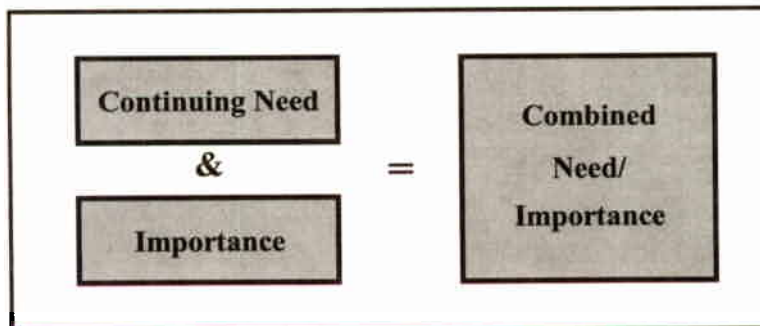 Continuing Need
&
Importance
=
Combined
Need/
Importance